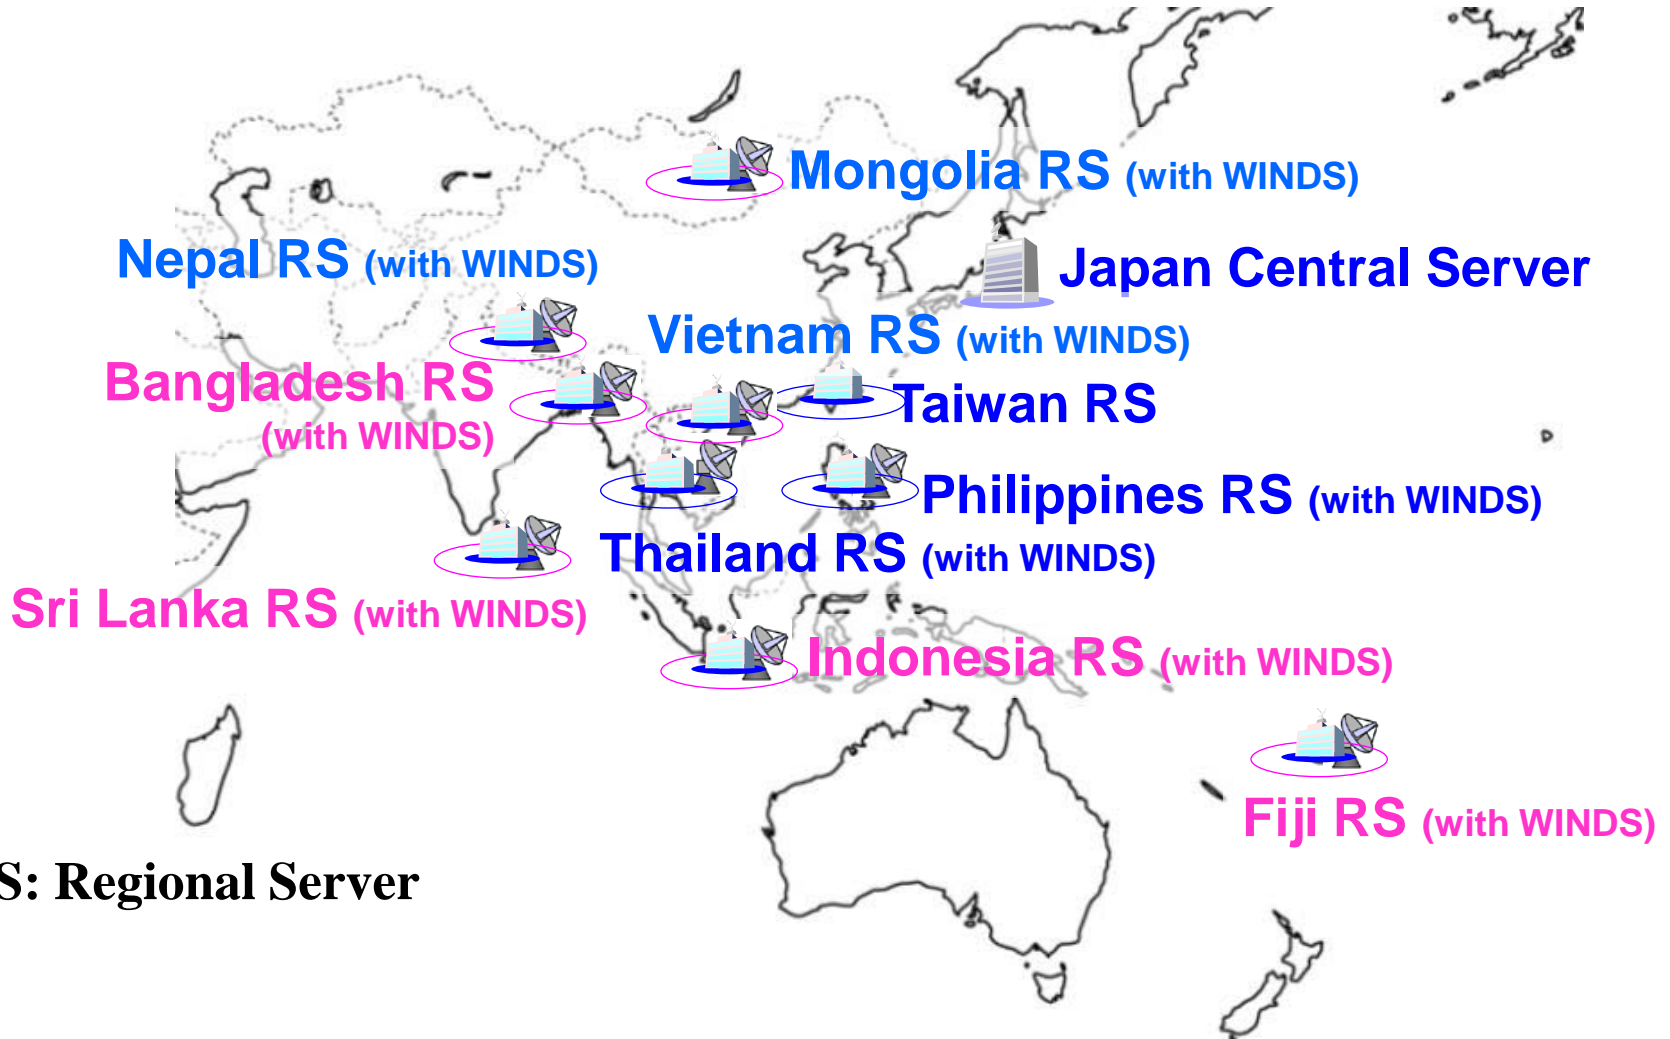 Mongolia RS (with WINDS)
Nepal RS (with WINDS)
Japan Central Server
Vietnam RS (with WINDS)
Bangladesh RS
(with WINDS)
Taiwan RS
Philippines RS (with WINDS)
Thailand RS (with WINDS)
Sri Lanka RS (with WINDS)
Indonesia RS (with WINDS)
Fiji RS (with WINDS)
S: Regional Server